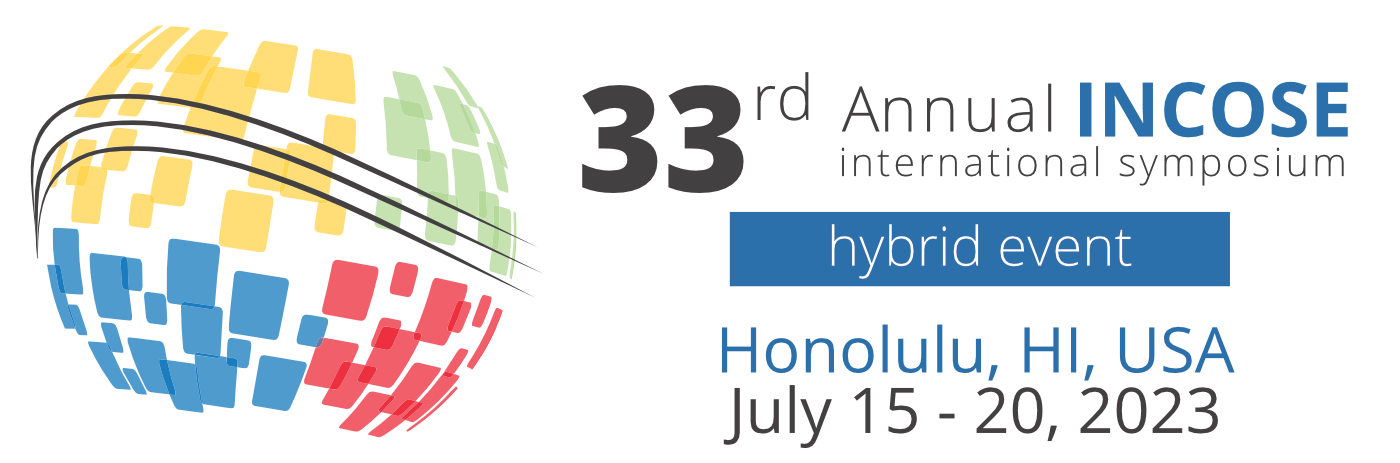 33rd Annual INCOSE
international symposium
hybrid event
Honolulu, HI, USA
July 15 - 20, 2023